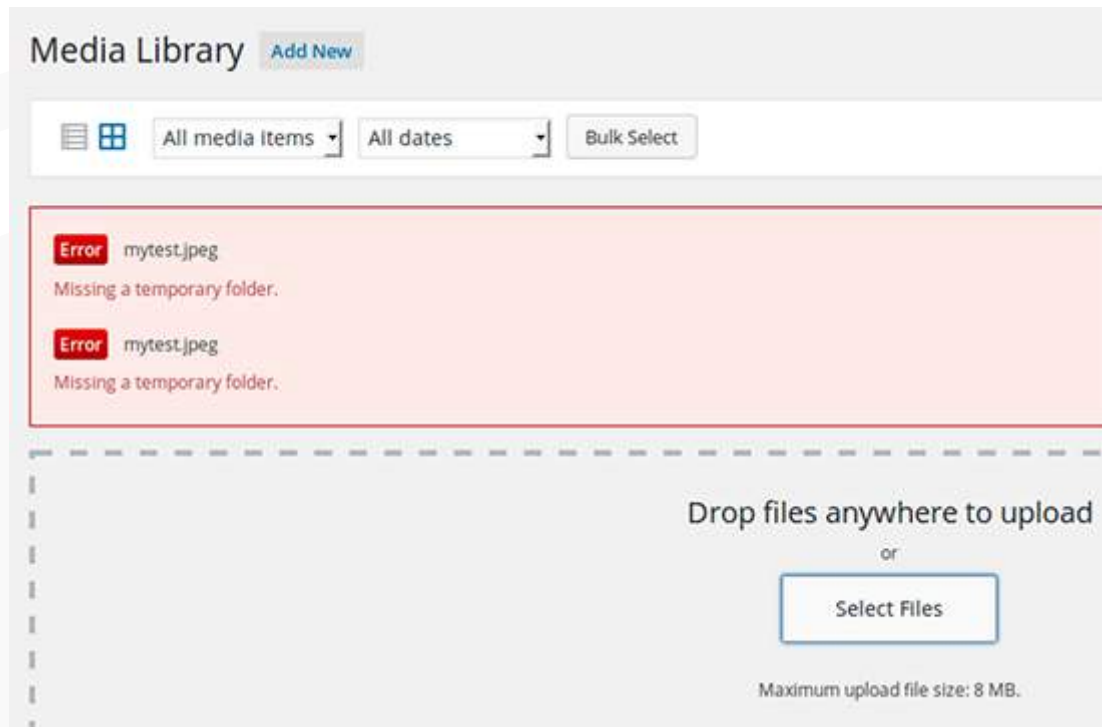 Media Library Add New
All media items All dates Bulk Select
Error mytest.jpeg
Missing a temporary folder.
Error mytest.jpeg
Missing a temporary folder.
Drop files anywhere to upload
or
Select Files
Maximum upload file size: 8 MB.